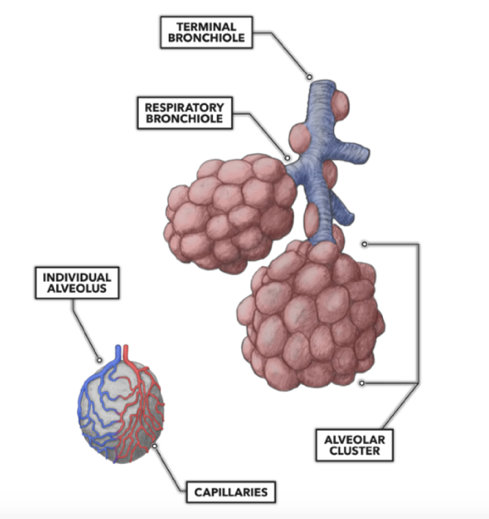 TERMINAL
BRONCHIOLE
RESPIRATORY
BRONCHIOLE
INDIVIDUAL
ALVEOLUS
ALVEOLAR
CLUSTER
CAPILLARIES